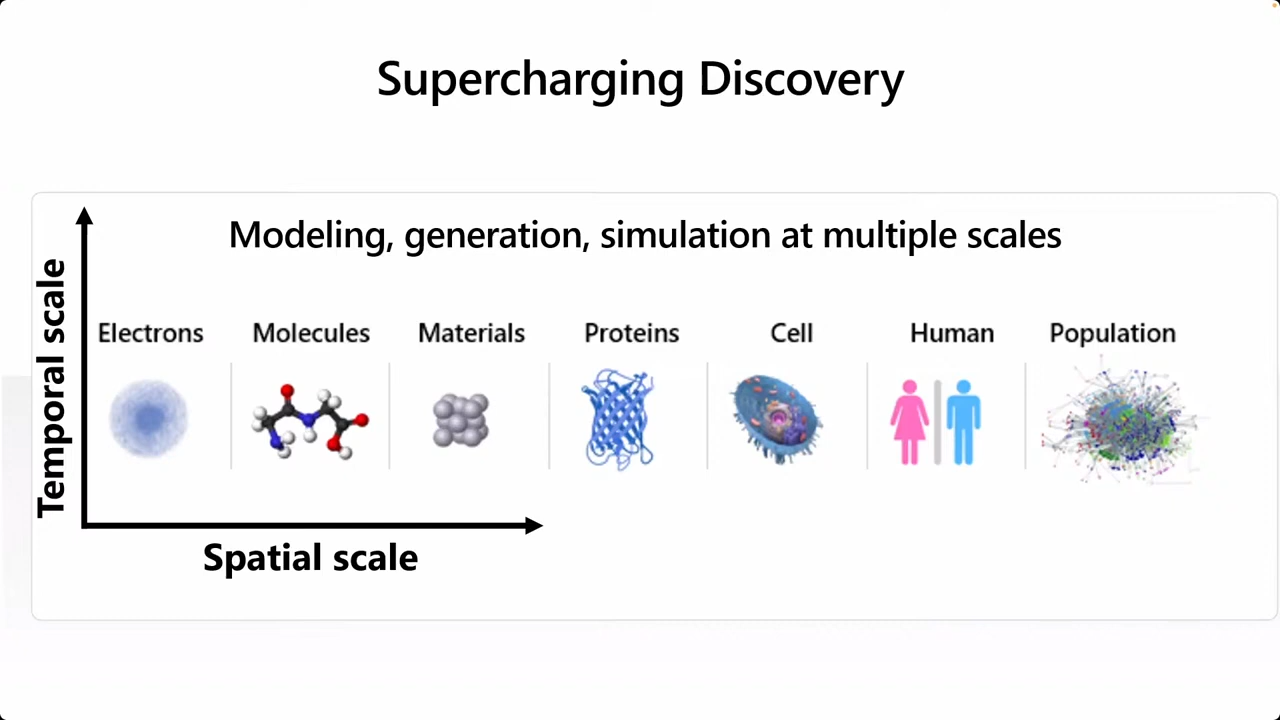 Supercharging Discovery
Modeling, generation, simulation at multiple scales
Temporal scale
Electrons
Molecules
Materials
Proteins
Cell
Human
Population
Spatial scale